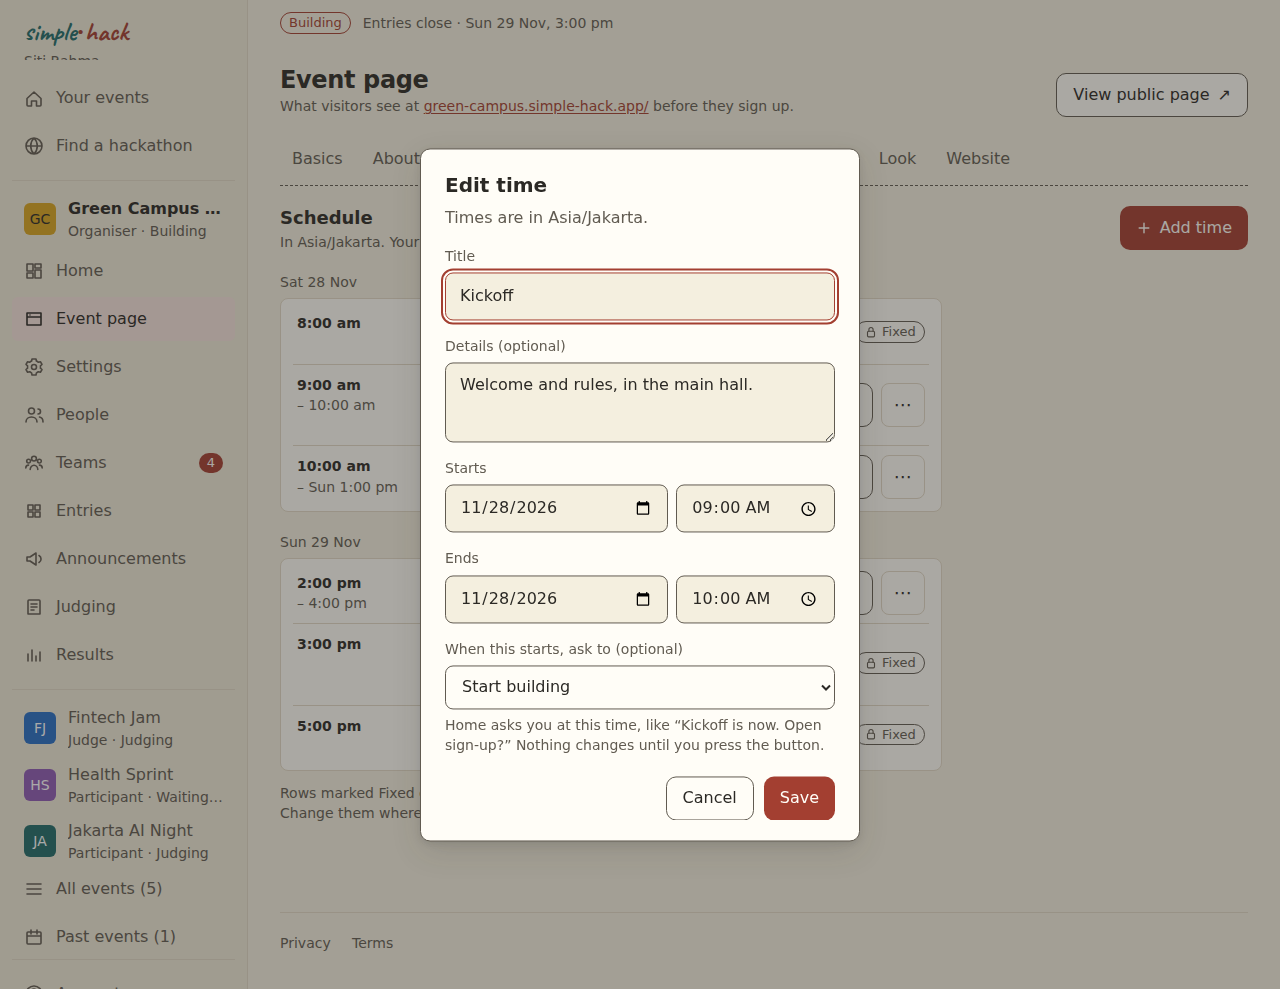 simple·hack
Siti Rahma
Your events
Find a hackathon
GC
Green Campus ...
Organiser · Building
Home
Event page
Settings
People
Teams
4
Entries
Announcements
Judging
Results
FJ
Fintech Jam
Judge · Judging
HS
Health Sprint
Participant · Waiting...
JA
Jakarta AI Night
Participant · Judging
All events (5)
Past events (1)
Building
Entries close · Sun 29 Nov, 3:00 pm
Event page
What visitors see at green-campus.simple-hack.app/ before they sign up.
View public page ↗
Basics
About
Look
Website
Schedule
In Asia/Jakarta. Your
+ Add time
Sat 28 Nov
8:00 am
Fixed
9:00 am
– 10:00 am
10:00 am
– Sun 1:00 pm
Sun 29 Nov
2:00 pm
– 4:00 pm
3:00 pm
Fixed
5:00 pm
Fixed
Rows marked Fixed
Change them where
Privacy
Terms
Edit time
Times are in Asia/Jakarta.
Title
Kickoff
Details (optional)
Welcome and rules, in the main hall.
Starts
11/28/2026
09:00 AM
Ends
11/28/2026
10:00 AM
When this starts, ask to (optional)
Start building
Home asks you at this time, like “Kickoff is now. Open
sign-up?” Nothing changes until you press the button.
Cancel
Save